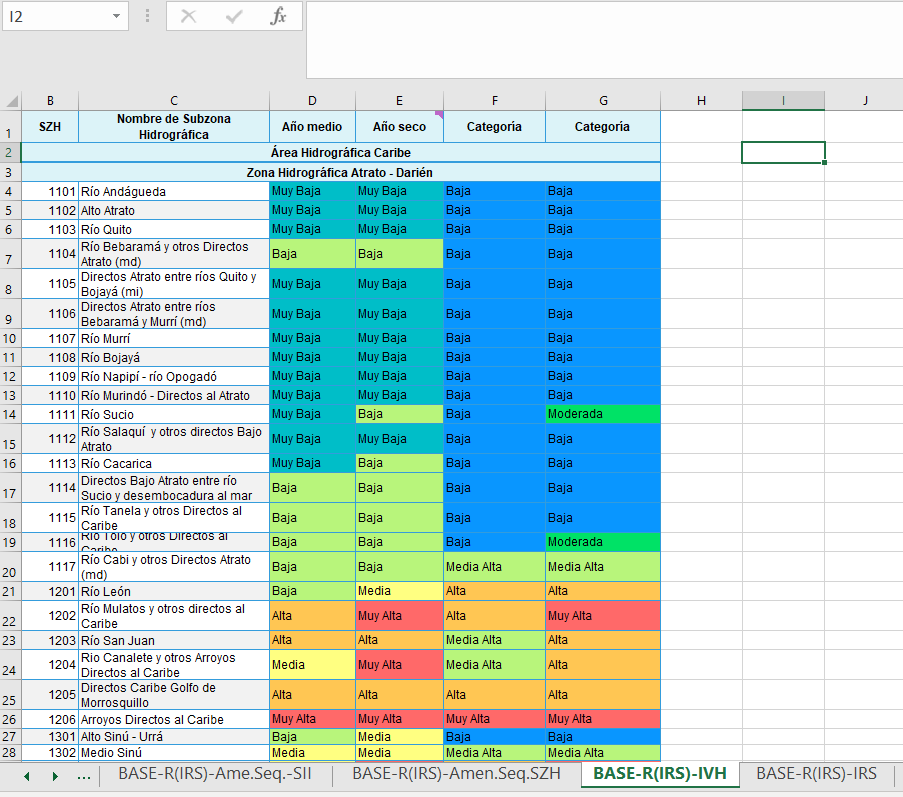 I2
fx
B C D E F G H I J
1 SZH Nombre de Subzona Hidrográfica Año medio Año seco Categoría Categoría
2 Área Hidrográfica Caribe
3 Zona Hidrográfica Atrato - Darién
4 1101 Río Andágueda Muy Baja Muy Baja Baja Baja
5 1102 Alto Atrato Muy Baja Muy Baja Baja Baja
6 1103 Río Quito Muy Baja Muy Baja Baja Baja
7 1104 Río Bebaramá y otros Directos Atrato (md) Baja Baja Baja Baja
8 1105 Directos Atrato entre ríos Quito y Bojayá (mi) Muy Baja Muy Baja Baja Baja
9 1106 Directos Atrato entre ríos Bebaramá y Murrí (md) Muy Baja Muy Baja Baja Baja
10 1107 Río Murrí Muy Baja Muy Baja Baja Baja
11 1108 Río Bojayá Muy Baja Muy Baja Baja Baja
12 1109 Río Napipí - río Opogadó Muy Baja Muy Baja Baja Baja
13 1110 Río Murindó - Directos al Atrato Muy Baja Muy Baja Baja Baja
14 1111 Río Sucio Muy Baja Baja Baja Moderada
15 1112 Río Salaquí y otros directos Bajo Atrato Muy Baja Muy Baja Baja Baja
16 1113 Río Cacarica Muy Baja Baja Baja Baja
17 1114 Directos Bajo Atrato entre río Sucio y desembocadura al mar Baja Baja Baja Baja
18 1115 Río Tanela y otros Directos al Caribe Baja Baja Baja Baja
19 1116 Río Tolo y otros Directos al Caribe Baja Baja Baja Moderada
20 1117 Río Cabi y otros Directos Atrato (md) Baja Baja Media Alta Media Alta
21 1201 Río León Baja Media Alta Alta
22 1202 Río Mulatos y otros directos al Caribe Alta Muy Alta Alta Muy Alta
23 1203 Río San Juan Alta Alta Media Alta Alta
24 1204 Rio Canalete y otros Arroyos Directos al Caribe Media Muy Alta Media Alta Alta
25 1205 Directos Caribe Golfo de Morrosquillo Alta Alta Alta Alta
26 1206 Arroyos Directos al Caribe Muy Alta Muy Alta Muy Alta Muy Alta
27 1301 Alto Sinú - Urrá Baja Media Baja Baja
28 1302 Medio Sinú Media Media Media Alta Media Alta
... BASE-R(IRS)-Ame.Seq.-SII BASE-R(IRS)-Amen.Seq.SZH BASE-R(IRS)-IVH BASE-R(IRS)-IRS